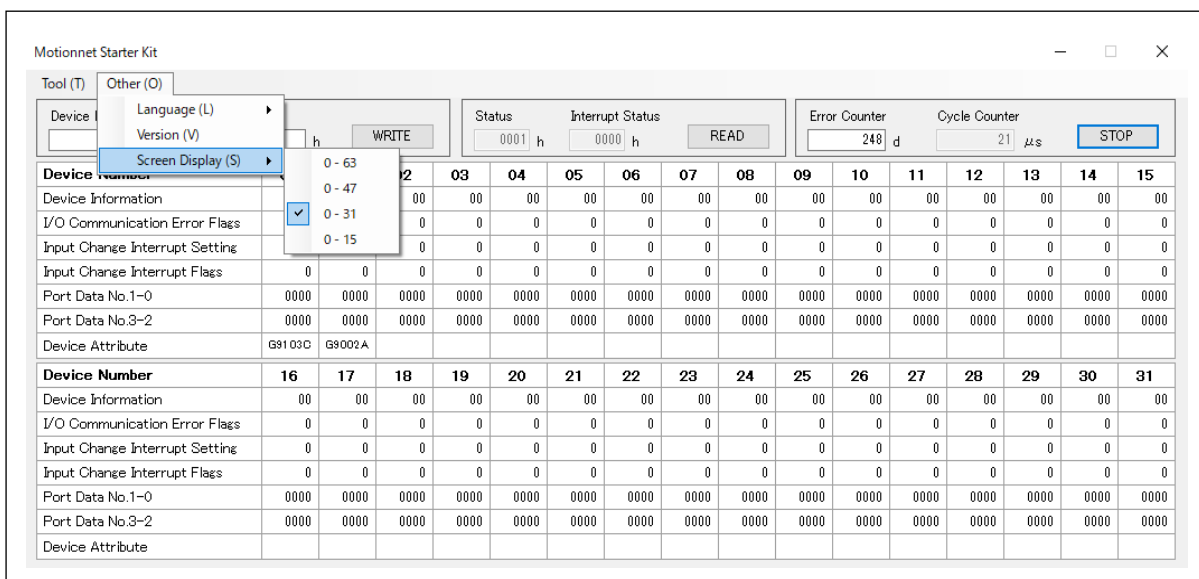 Motionnet Starter Kit
Tool (T) Other (O)
Language (L)
Version (V)
Screen Display (S)
0 - 63
0 - 47
0 - 31
0 - 15
Device
h WRITE
Status Interrupt Status
0001 h 0000 h READ
Error Counter Cycle Counter
248 d 21 μs STOP
Device Number 03 04 05 06 07 08 09 10 11 12 13 14 15
Device Information 00 00 00 00 00 00 00 00 00 00 00 00 00 00
I/O Communication Error Flags 0 0 0 0 0 0 0 0 0 0 0 0 0 0
Input Change Interrupt Setting 0 0 0 0 0 0 0 0 0 0 0 0 0 0
Input Change Interrupt Flags 0 0 0 0 0 0 0 0 0 0 0 0 0 0 0 0
Port Data No.1-0 0000 0000 0000 0000 0000 0000 0000 0000 0000 0000 0000 0000 0000 0000 0000 0000
Port Data No.3-2 0000 0000 0000 0000 0000 0000 0000 0000 0000 0000 0000 0000 0000 0000 0000 0000
Device Attribute G9103C G9002A
Device Number 16 17 18 19 20 21 22 23 24 25 26 27 28 29 30 31
Device Information 00 00 00 00 00 00 00 00 00 00 00 00 00 00 00 00
I/O Communication Error Flags 0 0 0 0 0 0 0 0 0 0 0 0 0 0 0 0
Input Change Interrupt Setting 0 0 0 0 0 0 0 0 0 0 0 0 0 0 0 0
Input Change Interrupt Flags 0 0 0 0 0 0 0 0 0 0 0 0 0 0 0 0
Port Data No.1-0 0000 0000 0000 0000 0000 0000 0000 0000 0000 0000 0000 0000 0000 0000 0000 0000
Port Data No.3-2 0000 0000 0000 0000 0000 0000 0000 0000 0000 0000 0000 0000 0000 0000 0000 0000
Device Attribute